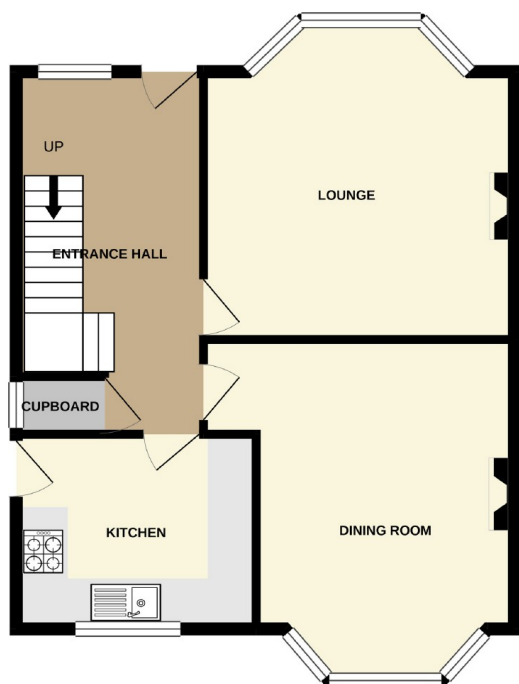 UP
LOUNGE
ENTRANCE HALL
CUPBOARD
KITCHEN
DINING ROOM